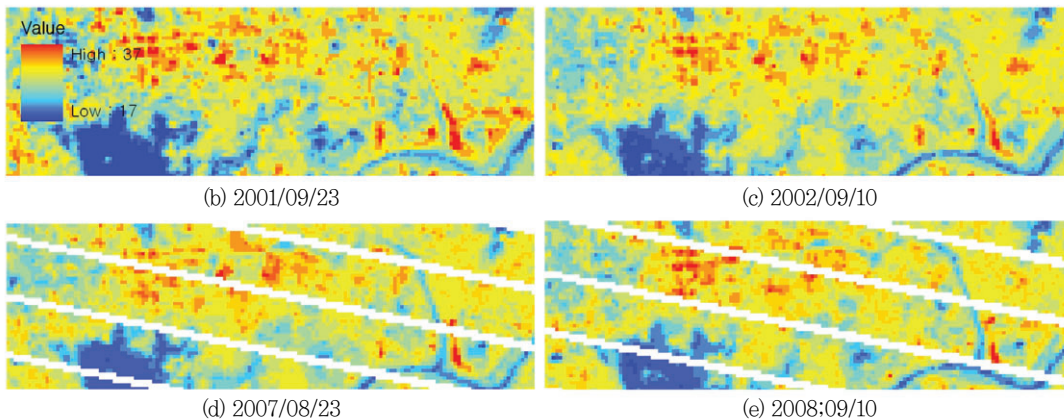 Value
High : 37
Low : 17
(b) 2001/09/23
(c) 2002/09/10
(d) 2007/08/23
(e) 2008;09/10